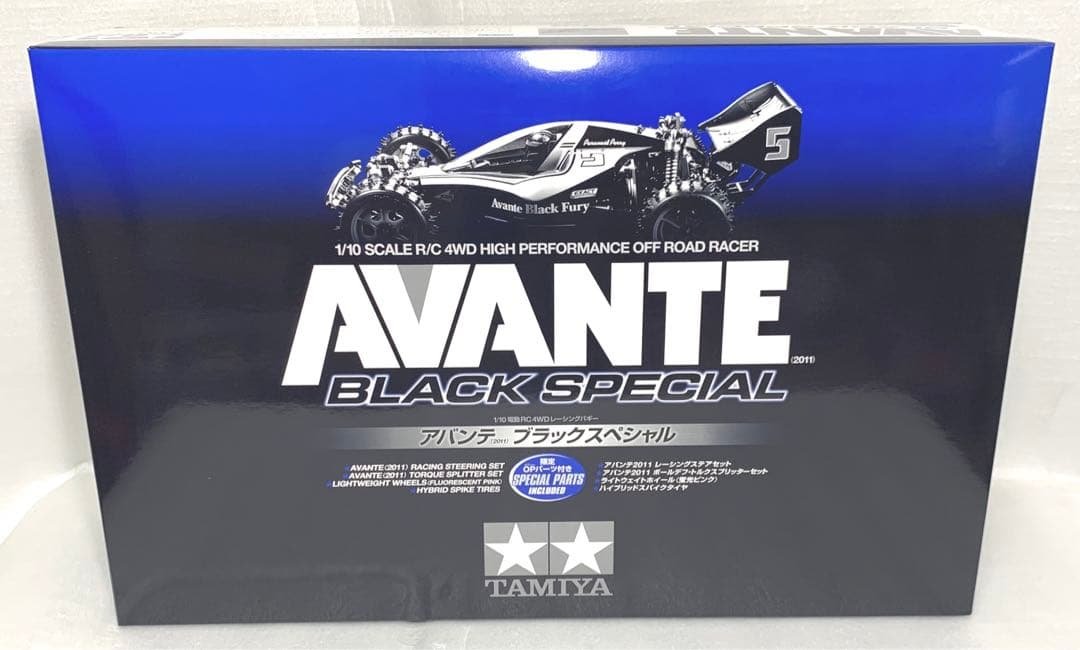 5
Paramount Perry
5
Avante Black Fury
1/10 SCALE R/C 4WD HIGH PERFORMANCE OFF ROAD RACER
AVANTE (2011)
BLACK SPECIAL
1/10 電動RC 4WDレーシングバギー
アバンテ(2011) ブラックスペシャル
★AVANTE(2011) RACING STEERING SET
★AVANTE(2011) TORQUE SPLITTER SET
★LIGHTWEIGHT WHEELS (FLUORESCENT PINK)
★HYBRID SPIKE TIRES
限定
OPパーツ付き
SPECIAL PARTS
INCLUDED
★アバンテ2011 レーシングステアセット
★アバンテ2011 ボールデフ・トルクスプリッターセット
★ライトウェイトホイール (蛍光ピンク)
★ハイブリッドスパイクタイヤ
TAMIYA